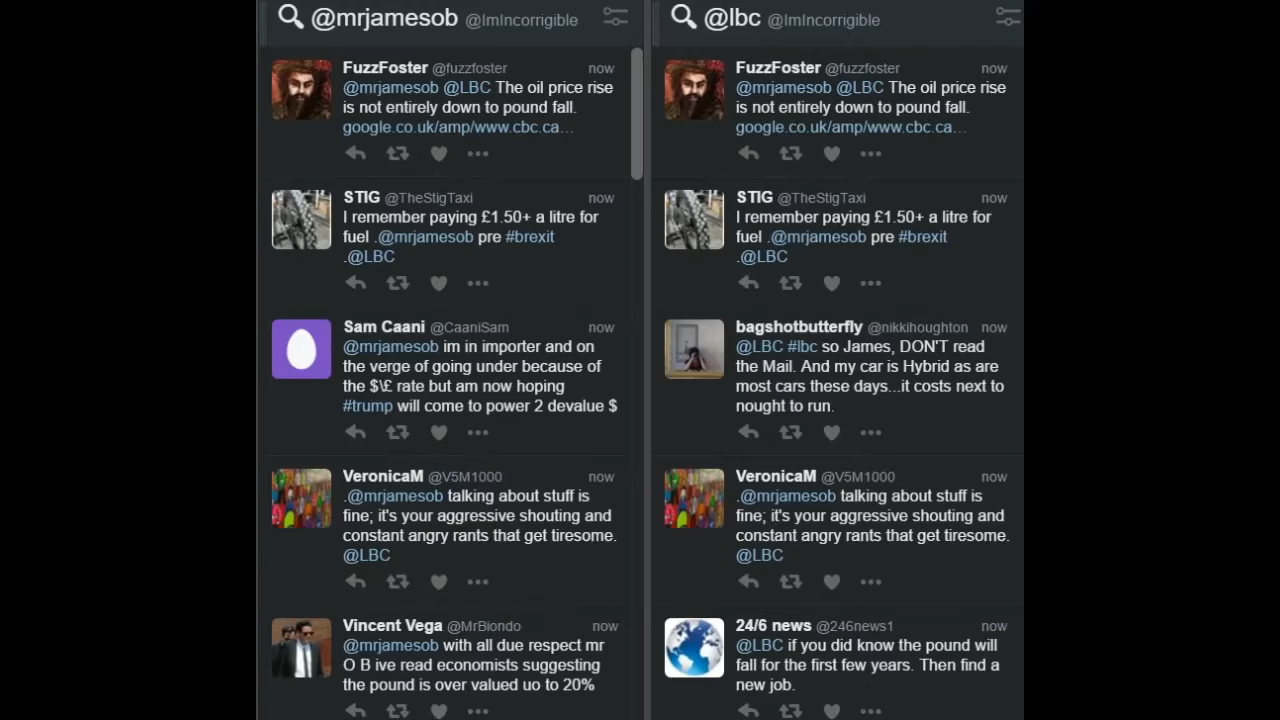 @mrjamesob @ImIncorrigible
FuzzFoster @fuzzfoster now
@mrjamesob @LBC The oil price rise
is not entirely down to pound fall.
google.co.uk/amp/www.cbc.ca...
STIG @TheStigTaxi now
I remember paying £1.50+ a litre for
fuel .@mrjamesob pre #brexit
.@LBC
Sam Caani @CaaniSam now
@mrjamesob im in importer and on
the verge of going under because of
the $\£ rate but am now hoping
#trump will come to power 2 devalue $
VeronicaM @V5M1000 now
.@mrjamesob talking about stuff is
fine; it's your aggressive shouting and
constant angry rants that get tiresome.
@LBC
Vincent Vega @MrBiondo now
@mrjamesob with all due respect mr
O B ive read economists suggesting
the pound is over valued uo to 20%
@lbc @ImIncorrigible
FuzzFoster @fuzzfoster now
@mrjamesob @LBC The oil price rise
is not entirely down to pound fall.
google.co.uk/amp/www.cbc.ca...
STIG @TheStigTaxi now
I remember paying £1.50+ a litre for
fuel .@mrjamesob pre #brexit
.@LBC
bagshotbutterfly @nikkihoughton now
@LBC #lbc so James, DON'T read
the Mail. And my car is Hybrid as are
most cars these days...it costs next to
nought to run.
VeronicaM @V5M1000 now
.@mrjamesob talking about stuff is
fine; it's your aggressive shouting and
constant angry rants that get tiresome.
@LBC
24/6 news @246news1 now
@LBC if you did know the pound will
fall for the first few years. Then find a
new job.